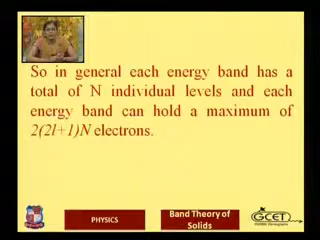 So in general each energy band has a
total of N individual levels and each
energy band can hold a maximum of
2(2l+1)N electrons.
PHYSICS
Band Theory of
Solids
GCET